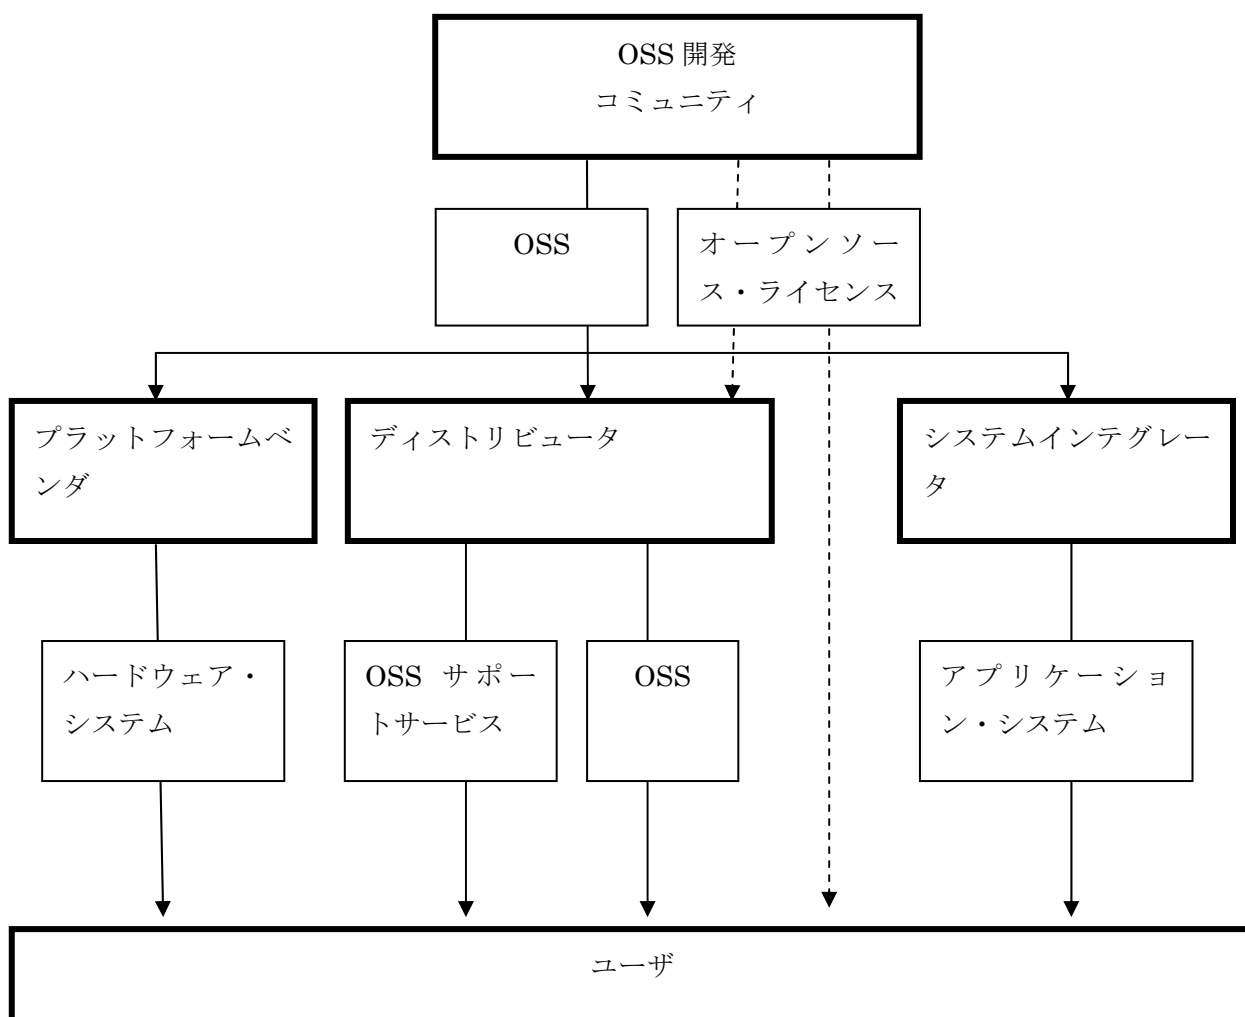 OSS 開発
コミュニティ
OSS
オープンソー
ス・ライセンス
プラットフォームベ
ンダ
ディストリビュータ
システムインテグレー
タ
ハードウェア・
システム
OSS サポー
トサービス
OSS
アプリケーショ
ン・システム
ユーザ